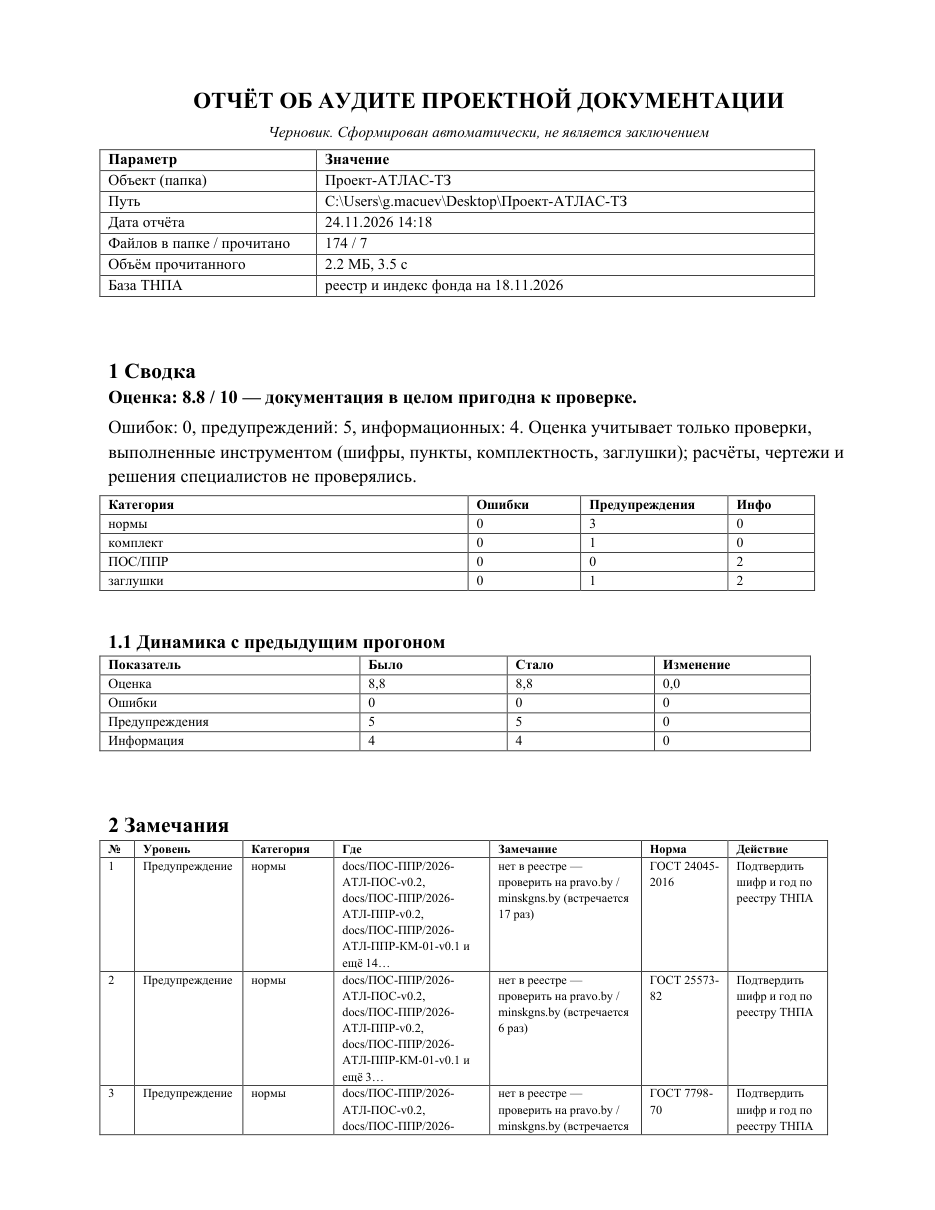 ОТЧЁТ ОБ АУДИТЕ ПРОЕКТНОЙ ДОКУМЕНТАЦИИ
Черновик. Сформирован автоматически, не является заключением
Параметр Значение
Объект (папка) Проект-АТЛАС-ТЗ
Путь C:\Users\g.macuev\Desktop\Проект-АТЛАС-ТЗ
Дата отчёта 24.11.2026 14:18
Файлов в папке / прочитано 174 / 7
Объём прочитанного 2.2 МБ, 3.5 с
База ТНПА реестр и индекс фонда на 18.11.2026
1 Сводка
Оценка: 8.8 / 10 — документация в целом пригодна к проверке.
Ошибок: 0, предупреждений: 5, информационных: 4. Оценка учитывает только проверки,
выполненные инструментом (шифры, пункты, комплектность, заглушки); расчёты, чертежи и
решения специалистов не проверялись.
Категория Ошибки Предупреждения Инфо
нормы 0 3 0
комплект 0 1 0
ПОС/ППР 0 0 2
заглушки 0 1 2
1.1 Динамика с предыдущим прогоном
Показатель Было Стало Изменение
Оценка 8,8 8,8 0,0
Ошибки 0 0 0
Предупреждения 5 5 0
Информация 4 4 0
2 Замечания
№ Уровень Категория Где Замечание Норма Действие
1 Предупреждение нормы docs/ПОС-ППР/2026- нет в реестре — ГОСТ 24045- Подтвердить
АТЛ-ПОС-v0.2, проверить на pravo.by / 2016 шифр и год по
docs/ПОС-ППР/2026- minskgns.by (встречается реестру ТНПА
АТЛ-ППР-v0.2, 17 раз)
docs/ПОС-ППР/2026-
АТЛ-ППР-КМ-01-v0.1 и
ещё 14…
2 Предупреждение нормы docs/ПОС-ППР/2026- нет в реестре — ГОСТ 25573- Подтвердить
АТЛ-ПОС-v0.2, проверить на pravo.by / 82 шифр и год по
docs/ПОС-ППР/2026- minskgns.by (встречается реестру ТНПА
АТЛ-ППР-v0.2, 6 раз)
docs/ПОС-ППР/2026-
АТЛ-ППР-КМ-01-v0.1 и
ещё 3…
3 Предупреждение нормы docs/ПОС-ППР/2026- нет в реестре — ГОСТ 7798- Подтвердить
АТЛ-ПОС-v0.2, проверить на pravo.by / 70 шифр и год по
docs/ПОС-ППР/2026- minskgns.by (встречается реестру ТНПА